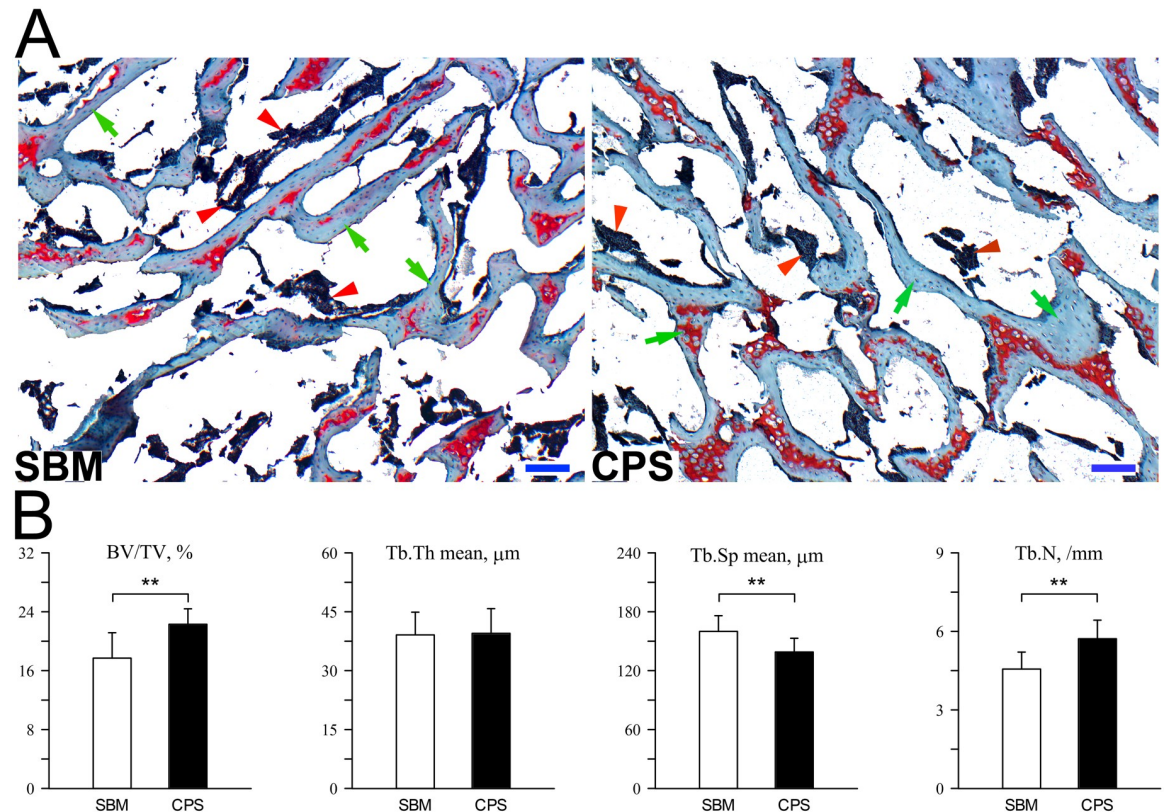 A
SBM
CPS
B
BV/TV, %
32
24
16
8
0
**
SBM CPS
Tb.Th mean, μm
60
45
30
15
0
SBM CPS
Tb.Sp mean, μm
240
180
120
60
0
**
SBM CPS
Tb.N, /mm
9
6
3
0
**
SBM CPS